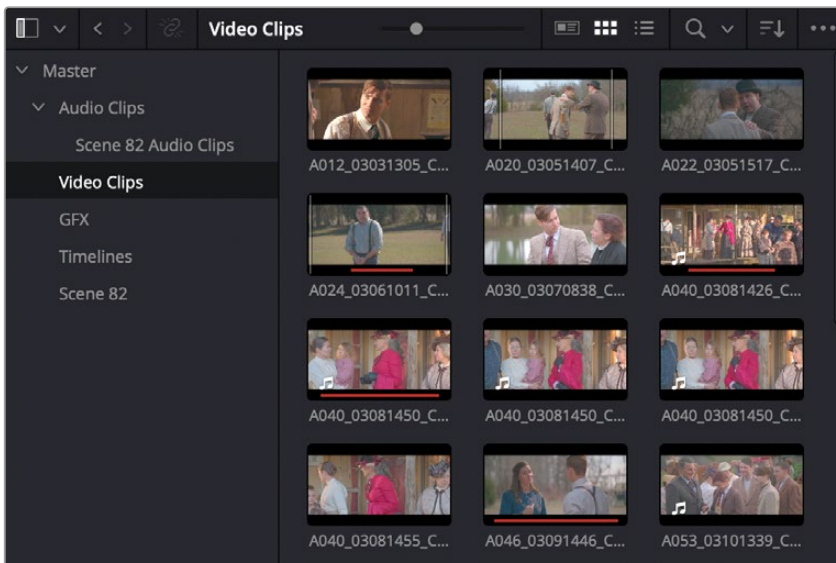 Video Clips
Master
Audio Clips
Scene 82 Audio Clips
Video Clips
GFX
Timelines
Scene 82
A012_03031305_C...
A020_03051407_C...
A022_03051517_C...
A024_03061011_C...
A030_03070838_C...
A040_03081426_C...
A040_03081450_C...
A040_03081450_C...
A040_03081450_C...
A040_03081455_C...
A046_03091446_C...
A053_03101339_C...